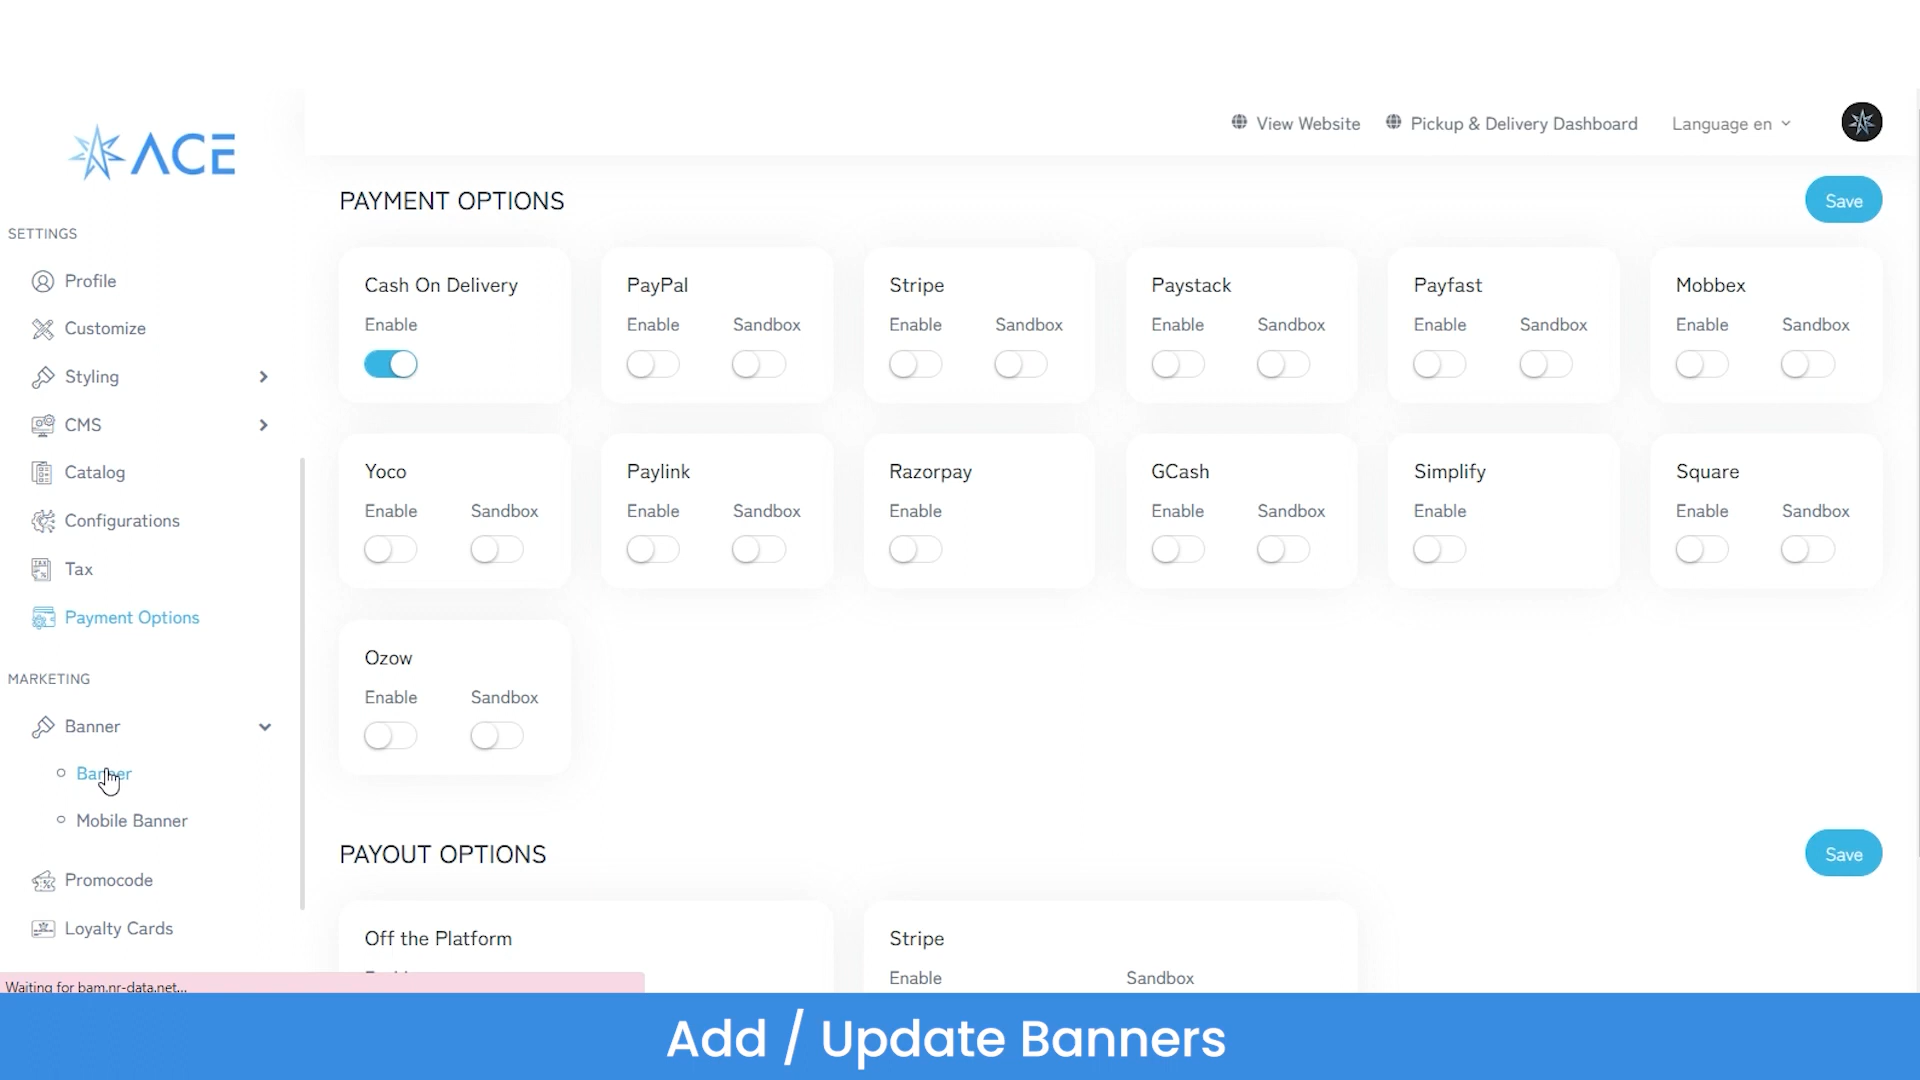 ACE
View Website
Pickup & Delivery Dashboard
Language en
SETTINGS
Profile
Customize
Styling
CMS
Catalog
Configurations
Tax
Payment Options
MARKETING
Banner
Banner
Mobile Banner
Promocode
Loyalty Cards
Waiting for bam.nr-data.net...
PAYMENT OPTIONS
Save
Cash On Delivery
Enable
PayPal
Enable Sandbox
Stripe
Enable Sandbox
Paystack
Enable Sandbox
Payfast
Enable Sandbox
Mobbex
Enable Sandbox
Yoco
Enable Sandbox
Paylink
Enable Sandbox
Razorpay
Enable
GCash
Enable Sandbox
Simplify
Enable
Square
Enable Sandbox
Ozow
Enable Sandbox
PAYOUT OPTIONS
Save
Off the Platform
Stripe
Enable Sandbox
Add / Update Banners